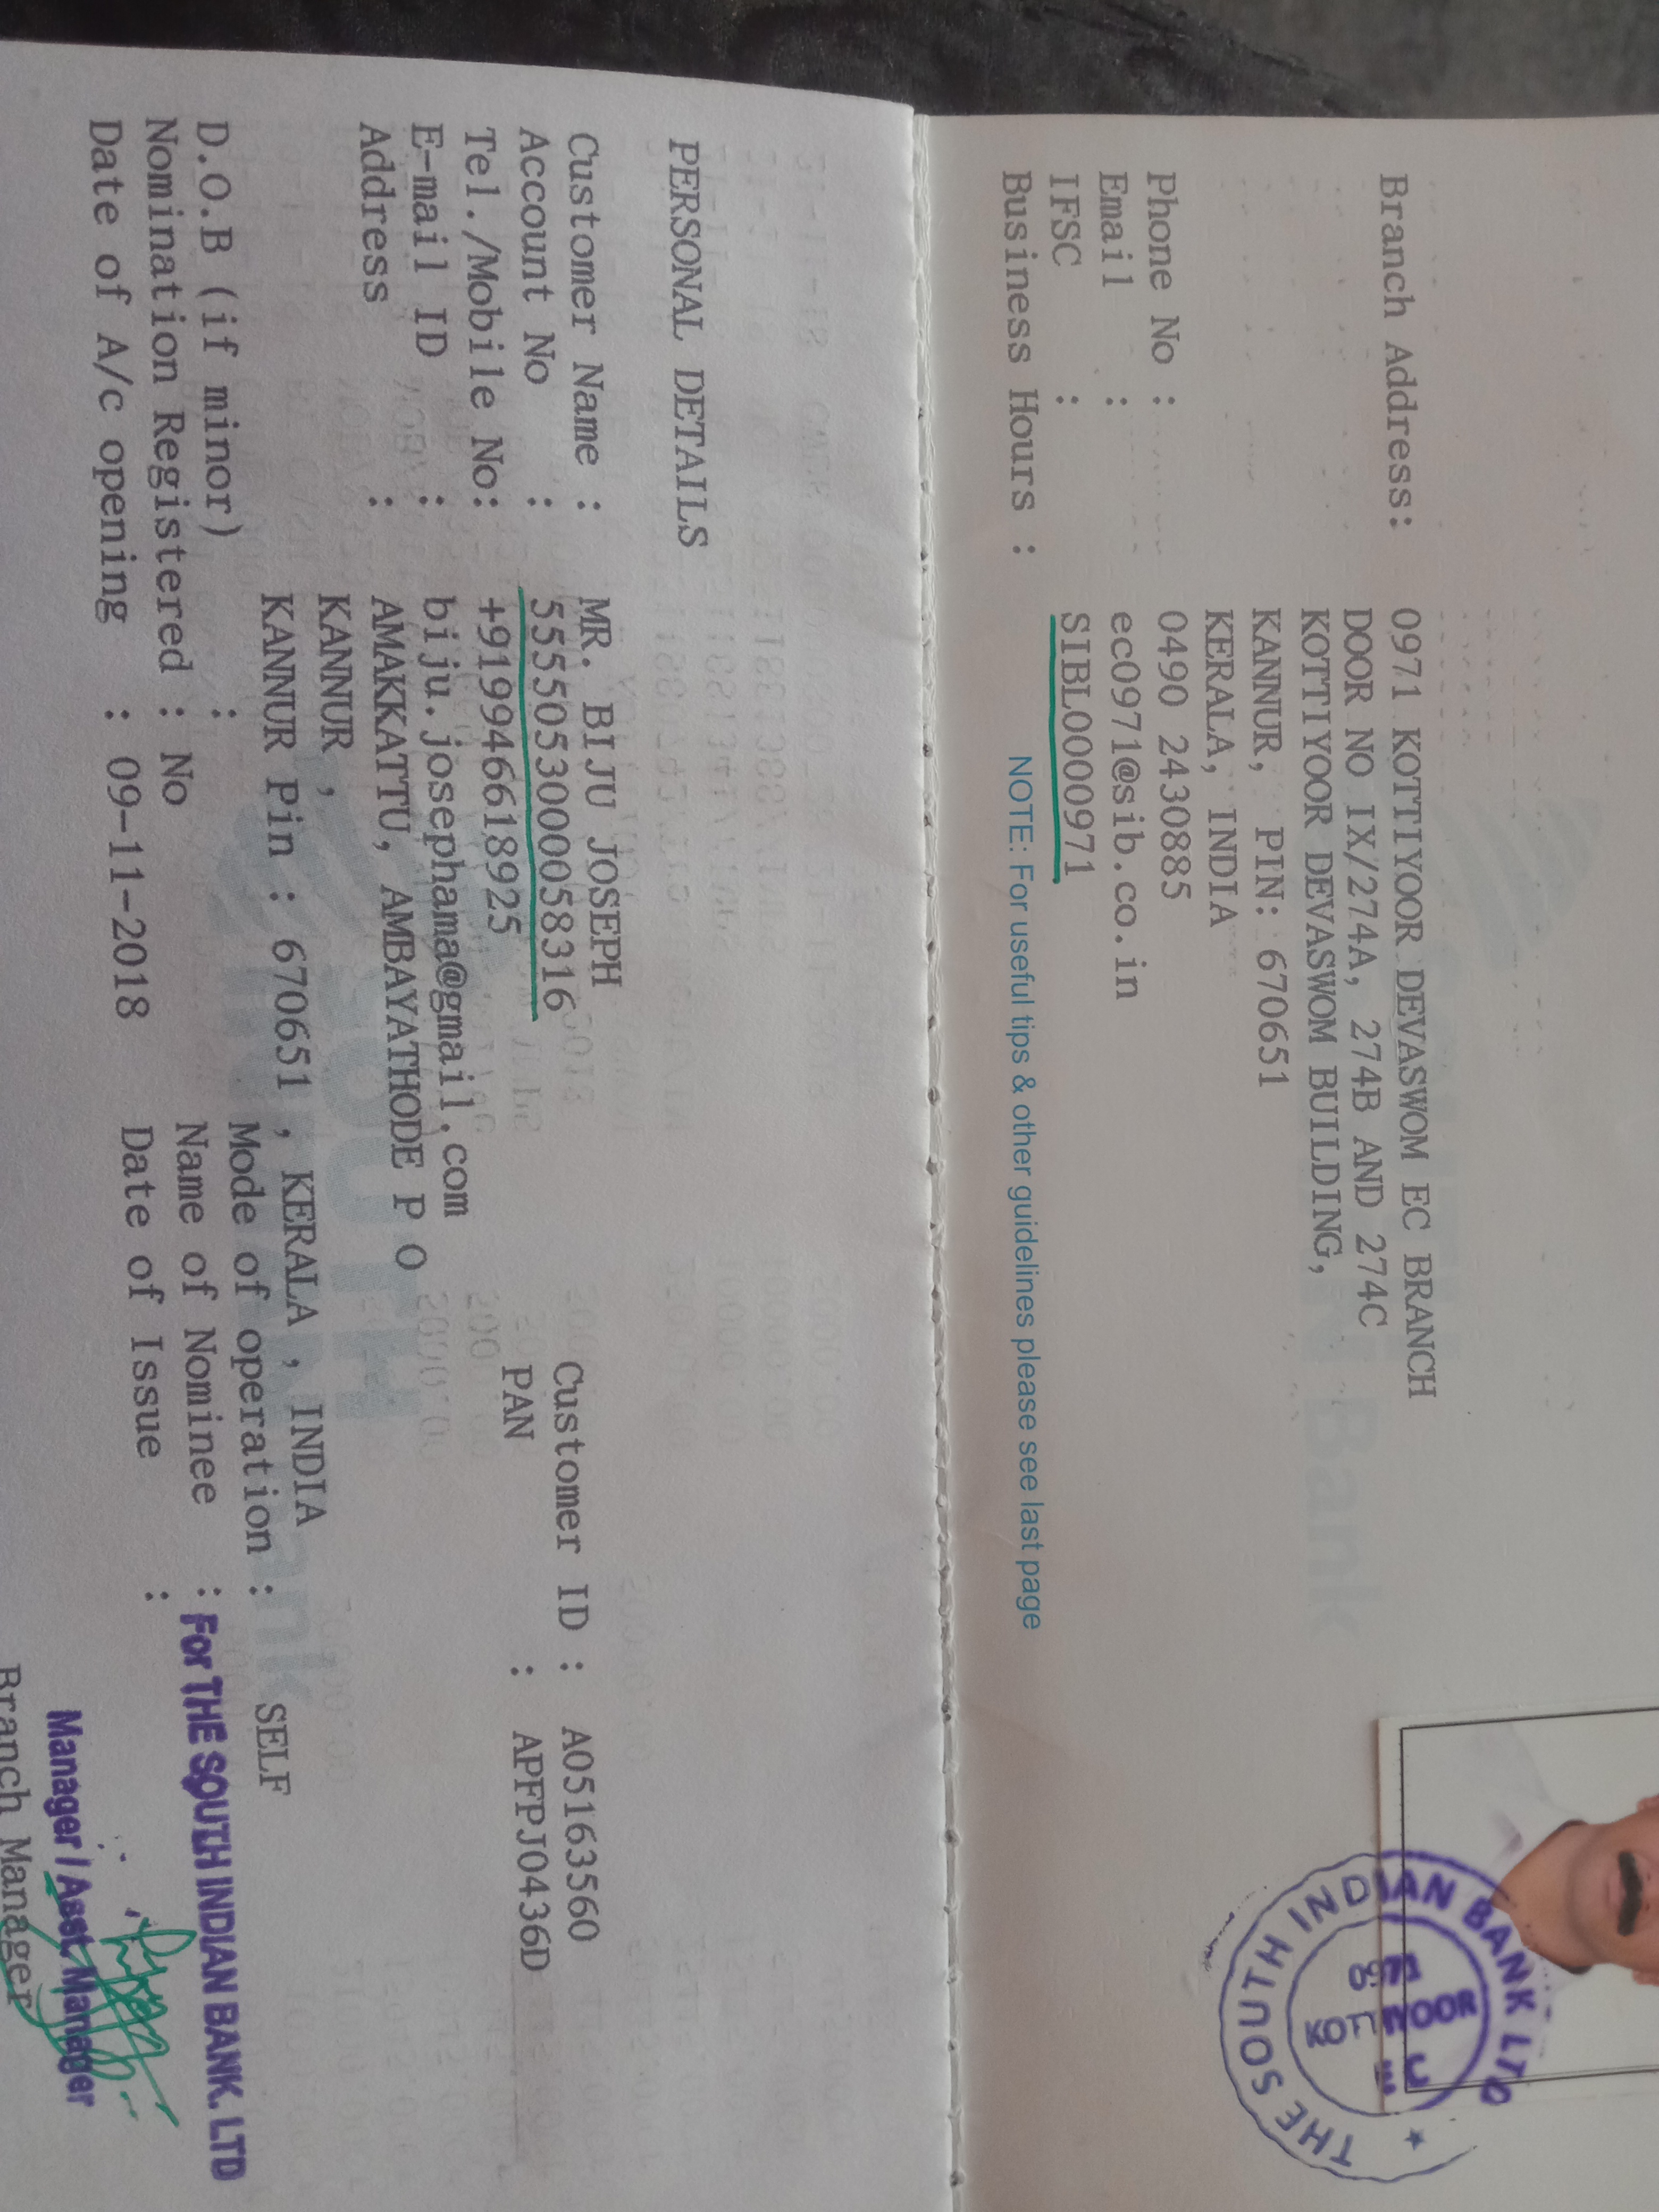 Branch Address: 0971 KOTTIYOOR DEVASWOM EC BRANCH
DOOR NO IX/274A, 274B AND 274C
KOTTIYOOR DEVASWOM BUILDING,
KANNUR, PIN: 670651
KERALA, INDIA
Phone No : 0490 2430885
Email : ec0971@sib.co.in
IFSC : SIBL0000971
Business Hours :
NOTE: For useful tips & other guidelines please see last page
THE SOUTH INDIAN BANK LTD
PERSONAL DETAILS
Customer Name : MR. BIJU JOSEPH Customer ID : A05163560
Account No : 5555053000058316 PAN : APFPJ0436D
Tel./Mobile No: +919946618925
E-mail ID : biju.josephama@gmail.com
Address : AMAKKATTU, AMBAYATHODE P O
KANNUR ,
KANNUR Pin : 670651 , KERALA , INDIA
D.O.B (if minor) : Mode of operation : SELF
Nomination Registered : No Name of Nominee :
Date of A/c opening : 09-11-2018 Date of Issue :
For THE SOUTH INDIAN BANK. LTD
Manager / Asst. Manager
Branch Manager